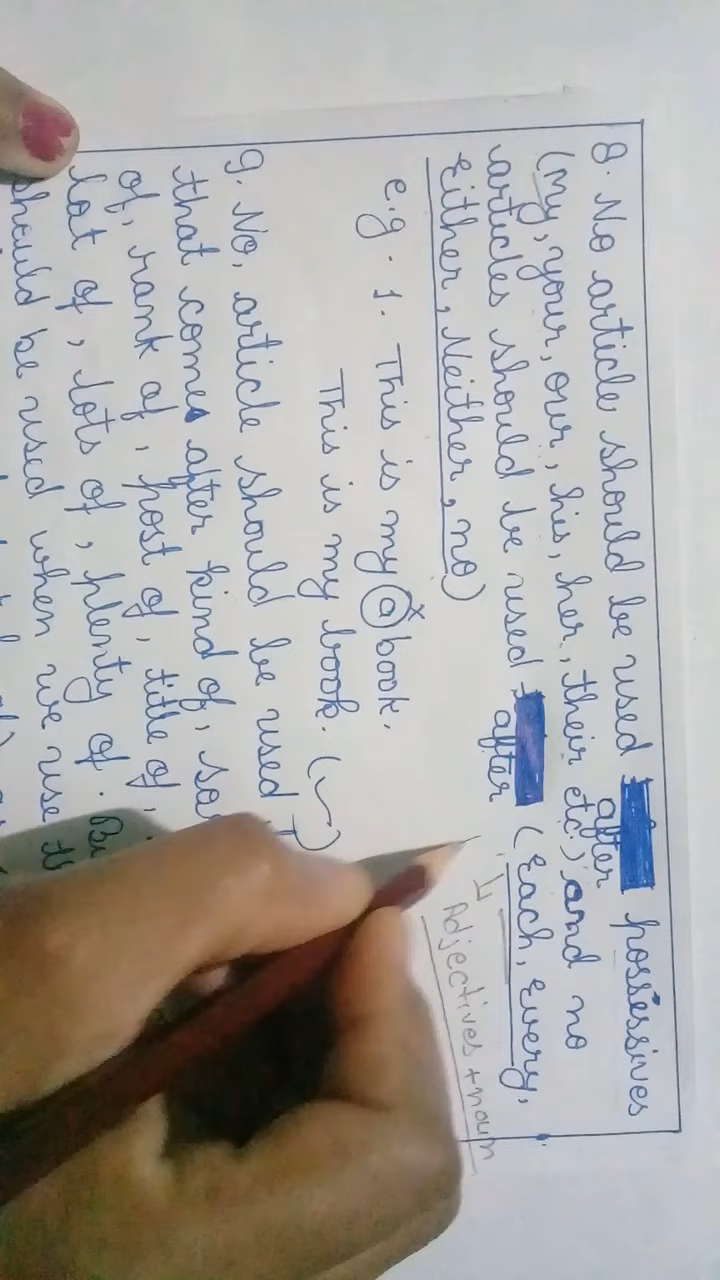 8. No article should be used after possessives
(My, your, our, his, her, their etc.) and no
articles should be used after (Each, Every,
Either, Neither, no)
Adjectives + noun
e.g. 1. This is my a book.
This is my book. (✓)
9. No, article should be used
that comes after kind of,
of, rank of, post of, title of,
lot of, lots of, plenty of.
should be used when we use